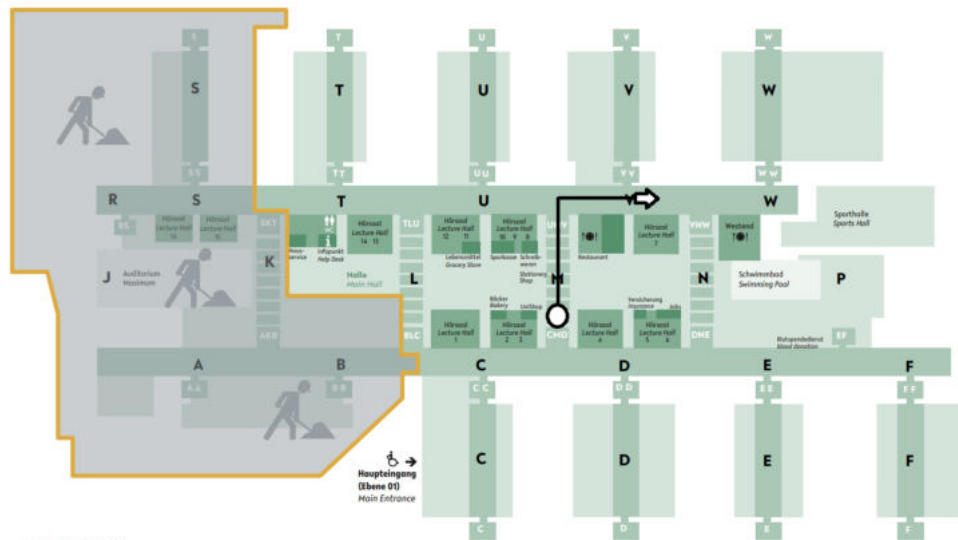 S
T
U
V
W
S
T
U
V
W
SS
TT
UU
VV
WW
R
S
T
U
V
W
RS
Hörsaal
Lecture Hall
Hörsaal
Lecture Hall
SKT
WC
Infopunkt
Help Desk
Hörsaal
Lecture Hall
14 13
TLU
Hörsaal
Lecture Hall
12 11
Lebensmittel
Grocery Store
Hörsaal
Lecture Hall
10 9 8
Sparkasse
Schreib-
waren
Stationery
Shop
Restaurant
Hörsaal
Lecture Hall
7
VNW
Westend
Sporthalle
Sports Hall
J
Auditorium
Maximum
K
Halle
Main Hall
L
M
N
Schwimmbad
Swimming Pool
P
AKB
BLC
Hörsaal
Lecture Hall
1
Bäcker
Bakery
UniShop
Hörsaal
Lecture Hall
2 3
CMD
Hörsaal
Lecture Hall
4
Versicherung
Insurance
Jobs
Hörsaal
Lecture Hall
5 6
DNE
Blutspendedienst
blood donation
EF
A
B
C
D
E
F
AA
BB
CC
DD
EE
FF
Haupteingang
(Ebene 01)
Main Entrance
C
D
E
F
C
D
E
F